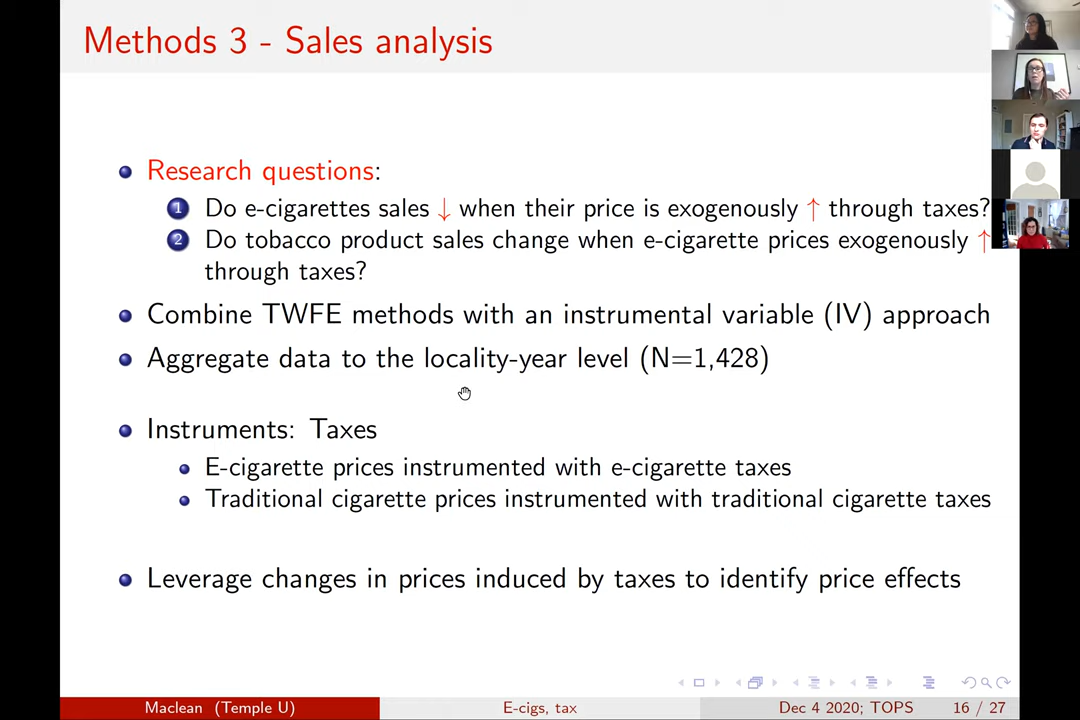 Methods 3 - Sales analysis
Research questions:
1 Do e-cigarettes sales ↓ when their price is exogenously ↑ through taxes?
2 Do tobacco product sales change when e-cigarette prices exogenously ↑
through taxes?
Combine TWFE methods with an instrumental variable (IV) approach
Aggregate data to the locality-year level (N=1,428)
Instruments: Taxes
E-cigarette prices instrumented with e-cigarette taxes
Traditional cigarette prices instrumented with traditional cigarette taxes
Leverage changes in prices induced by taxes to identify price effects
Maclean (Temple U) E-cigs, tax Dec 4 2020; TOPS 16 / 27